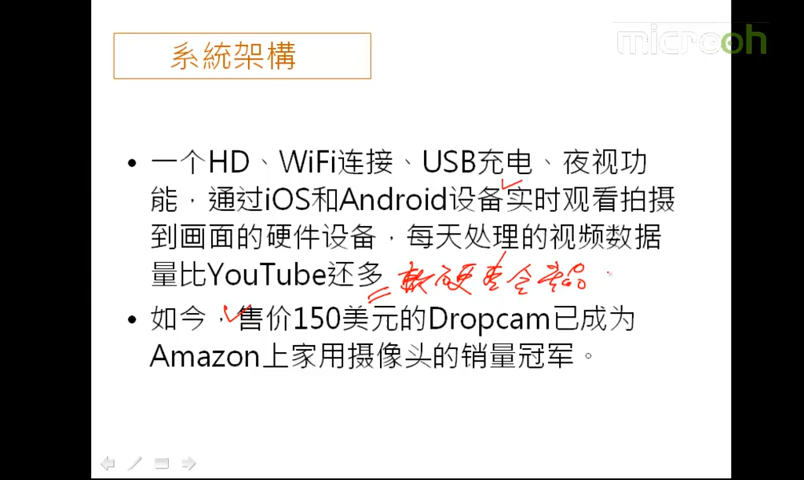 microoh
系統架構
• 一个HD、WiFi连接、USB充电、夜视功
能，通过iOS和Android设备实时观看拍摄
到画面的硬件设备，每天处理的视频数据
量比YouTube还多
• 如今，售价150美元的Dropcam已成为
Amazon上家用摄像头的销量冠军。